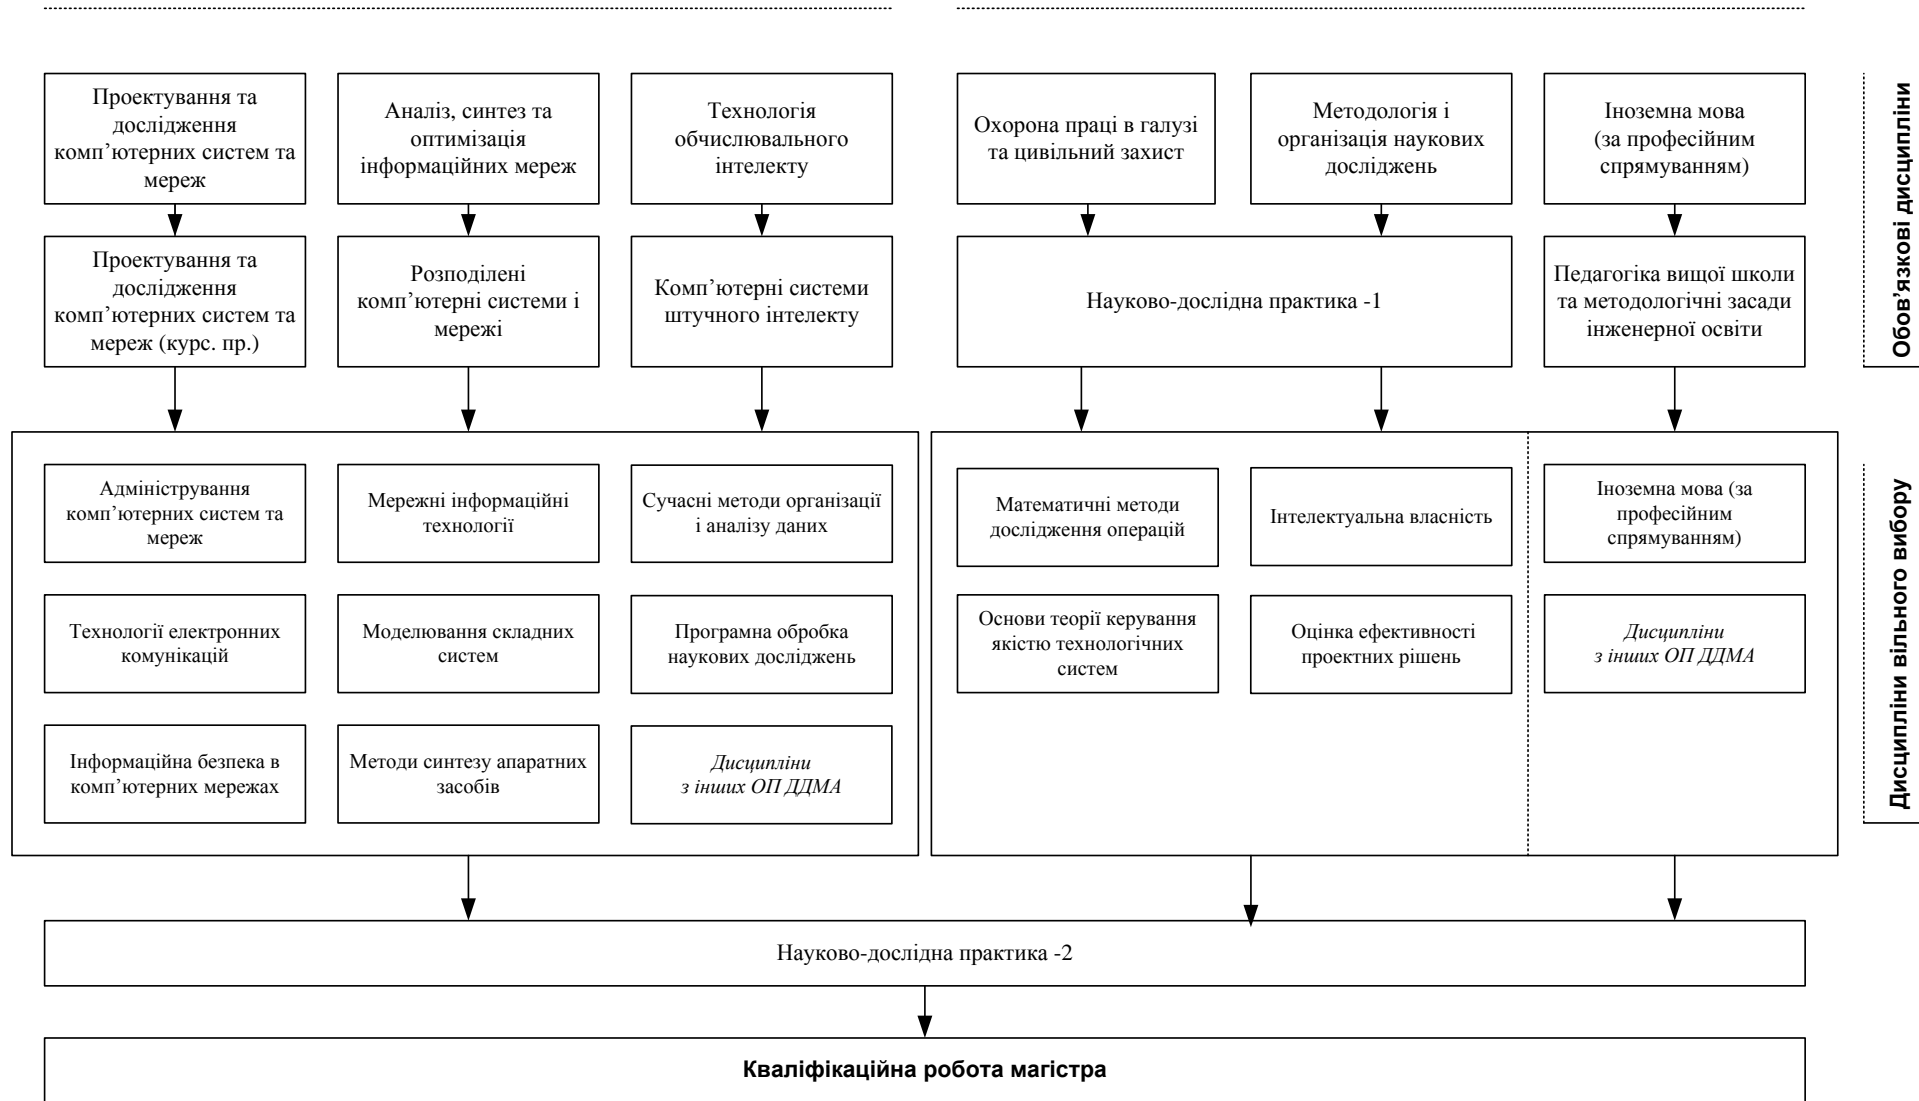 Проектування та
дослідження
комп’ютерних систем та
мереж
Аналіз, синтез та
оптимізація
інформаційних мереж
Технологія
обчислювального
інтелекту
Охорона праці в галузі
та цивільний захист
Методологія і
організація наукових
досліджень
Іноземна мова
(за професійним
спрямуванням)
Обов’язкові дисципліни
Проектування та
дослідження
комп’ютерних систем та
мереж (курс. пр.)
Розподілені
комп’ютерні системи і
мережі
Комп’ютерні системи
штучного інтелекту
Науково-дослідна практика -1
Педагогіка вищої школи
та методологічні засади
інженерної освіти
Адміністрування
комп’ютерних систем та
мереж
Мережні інформаційні
технології
Сучасні методи організації
і аналізу даних
Математичні методи
дослідження операцій
Інтелектуальна власність
Іноземна мова (за
професійним
спрямуванням)
Дисципліни вільного вибору
Технології електронних
комунікацій
Моделювання складних
систем
Програмна обробка
наукових досліджень
Основи теорії керування
якістю технологічних
систем
Оцінка ефективності
проектних рішень
Дисципліни
з інших ОП ДДМА
Інформаційна безпека в
комп’ютерних мережах
Методи синтезу апаратних
засобів
Дисципліни
з інших ОП ДДМА
Науково-дослідна практика -2
Кваліфікаційна робота магістра